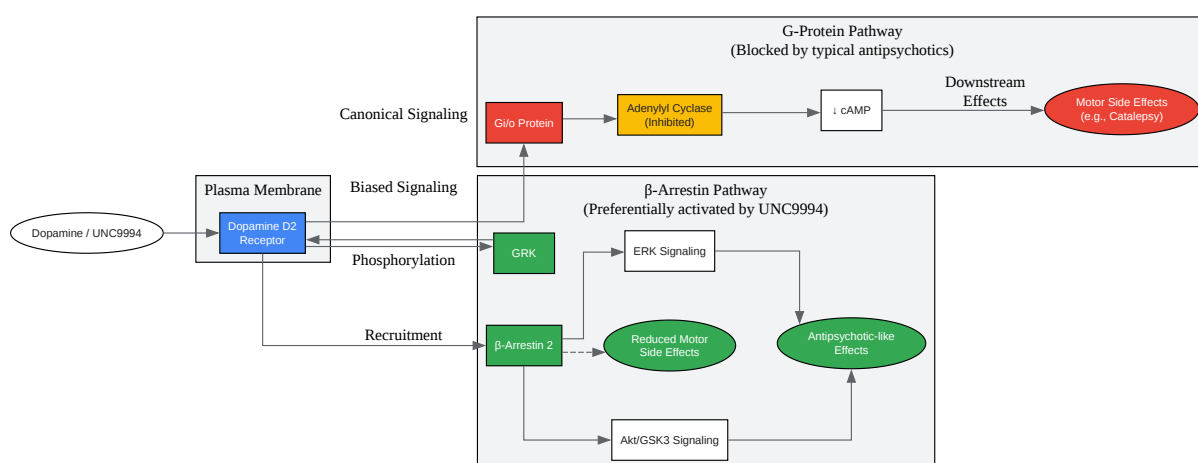 G-Protein Pathway
(Blocked by typical antipsychotics)
Canonical Signaling
Gi/o Protein
Adenylyl Cyclase
(Inhibited)
↓ cAMP
Downstream
Effects
Motor Side Effects
(e.g., Catalepsy)
Plasma Membrane
Biased Signaling
β-Arrestin Pathway
(Preferentially activated by UNC9994)
Dopamine / UNC9994
Dopamine D2
Receptor
Phosphorylation
GRK
ERK Signaling
Recruitment
β-Arrestin 2
Reduced Motor
Side Effects
Antipsychotic-like
Effects
Akt/GSK3 Signaling